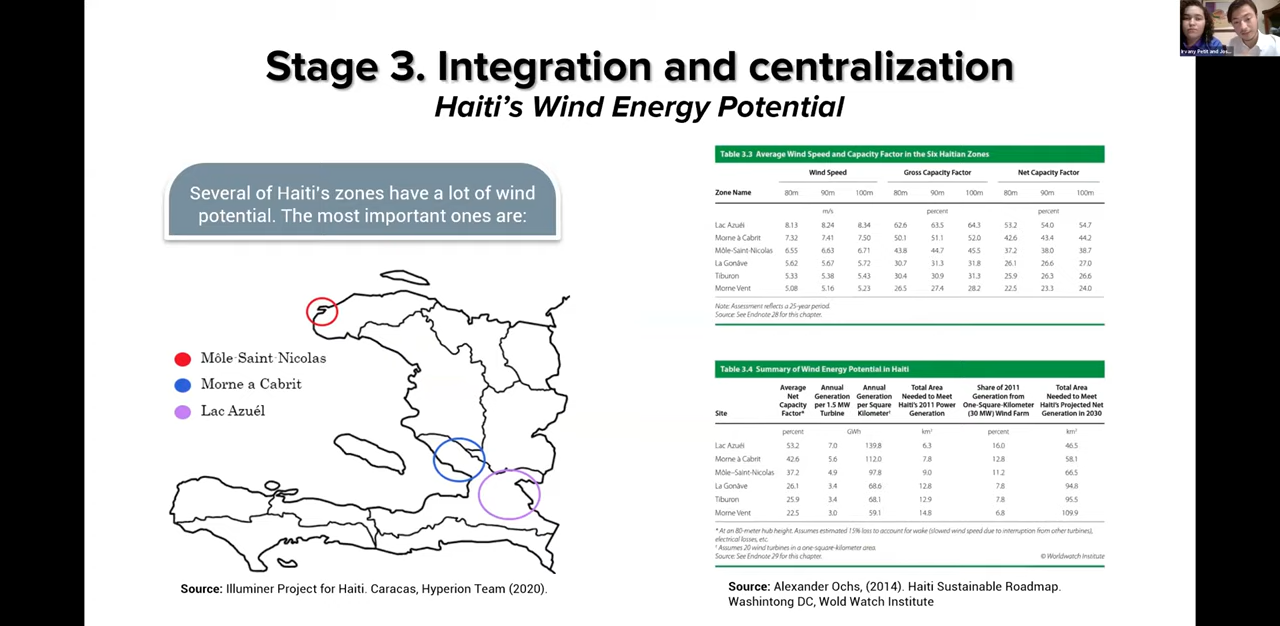 Stage 3. Integration and centralization
Haiti's Wind Energy Potential
Several of Haiti's zones have a lot of wind
potential. The most important ones are:
Môle-Saint-Nicolas
Morne a Cabrit
Lac Azuél
Source: Illuminer Project for Haiti. Caracas, Hyperion Team (2020).
Table 3.3 Average Wind Speed and Capacity Factor in the Six Haitian Zones
Wind Speed Gross Capacity Factor Net Capacity Factor
Zone Name 80m 90m 100m 80m 90m 100m 80m 90m 100m
m/s percent percent
Lac Azuéi 8.13 8.24 8.34 62.6 63.5 64.3 53.2 54.0 54.7
Morne à Cabrit 7.32 7.41 7.50 50.1 51.1 52.0 42.6 43.4 44.2
Môle-Saint-Nicolas 6.55 6.63 6.71 43.8 44.7 45.5 37.2 38.0 38.7
La Gonâve 5.62 5.67 5.72 30.7 31.3 31.8 26.1 26.6 27.0
Tiburon 5.33 5.38 5.43 30.4 30.9 31.3 25.9 26.3 26.6
Morne Vent 5.08 5.16 5.23 26.5 27.4 28.2 22.5 23.3 24.0
Note: Assessment reflects a 25-year period.
Source: See Endnote 28 for this chapter.
Table 3.4 Summary of Wind Energy Potential in Haiti
Site Average Net Capacity Factor* Annual Generation per 1.5 MW Turbine Annual Generation per Square Kilometer† Total Area Needed to Meet Haiti's 2011 Power Generation Share of 2011 Generation from One-Square-Kilometer (30 MW) Wind Farm Total Area Needed to Meet Haiti's Projected Net Generation in 2030
percent GWh km² percent km²
Lac Azuéi 53.2 7.0 139.8 6.3 16.0 46.5
Morne à Cabrit 42.6 5.6 112.0 7.8 12.8 58.1
Môle–Saint-Nicolas 37.2 4.9 97.8 9.0 11.2 66.5
La Gonâve 26.1 3.4 68.6 12.8 7.8 94.8
Tiburon 25.9 3.4 68.1 12.9 7.8 95.5
Morne Vent 22.5 3.0 59.1 14.8 6.8 109.9
* At an 80-meter hub height. Assumes estimated 15% loss to account for wake (slowed wind speed due to interruption from other turbines),
electrical losses, etc.
† Assumes 20 wind turbines in a one-square-kilometer area.
Source: See Endnote 29 for this chapter. © Worldwatch Institute
Source: Alexander Ochs, (2014). Haiti Sustainable Roadmap.
Washintong DC, Wold Watch Institute